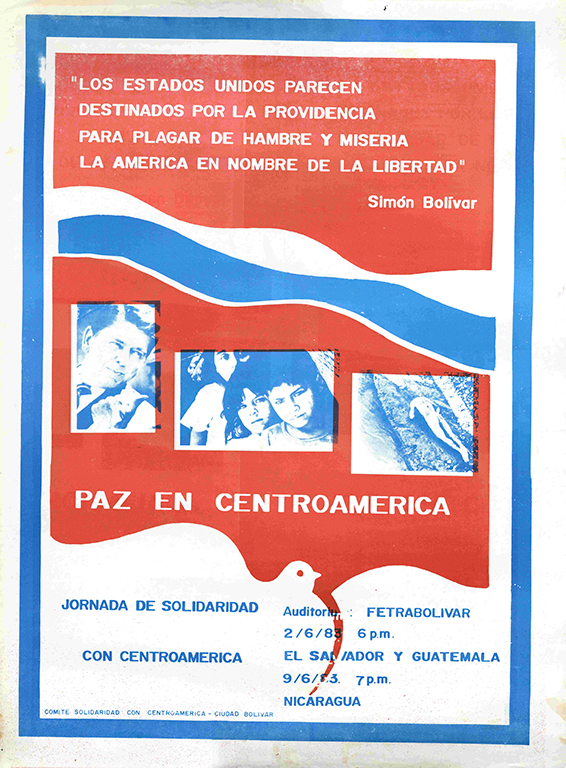 "LOS ESTADOS UNIDOS PARECEN
DESTINADOS POR LA PROVIDENCIA
PARA PLAGAR DE HAMBRE Y MISERIA
LA AMERICA EN NOMBRE DE LA LIBERTAD"
Simón Bolívar
PAZ EN CENTROAMERICA
JORNADA DE SOLIDARIDAD
CON CENTROAMERICA
Auditoriu : FETRABOLIVAR
2/6/83 6 p.m.
EL SALVADOR Y GUATEMALA
9/6/83. 7 p.m.
NICARAGUA
COMITE SOLIDARIDAD CON CENTROAMERICA - CIUDAD BOLIVAR